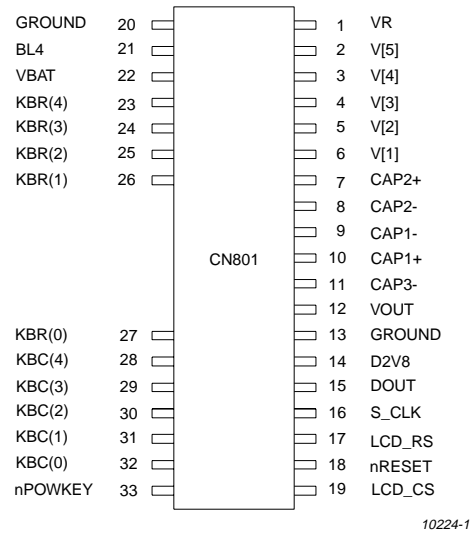 GROUND 20 1 VR
BL4 21 2 V[5]
VBAT 22 3 V[4]
KBR(4) 23 4 V[3]
KBR(3) 24 5 V[2]
KBR(2) 25 6 V[1]
KBR(1) 26 7 CAP2+
8 CAP2-
9 CAP1-
CN801 10 CAP1+
11 CAP3-
12 VOUT
KBR(0) 27 13 GROUND
KBC(4) 28 14 D2V8
KBC(3) 29 15 DOUT
KBC(2) 30 16 S_CLK
KBC(1) 31 17 LCD_RS
KBC(0) 32 18 nRESET
nPOWKEY 33 19 LCD_CS
10224-1